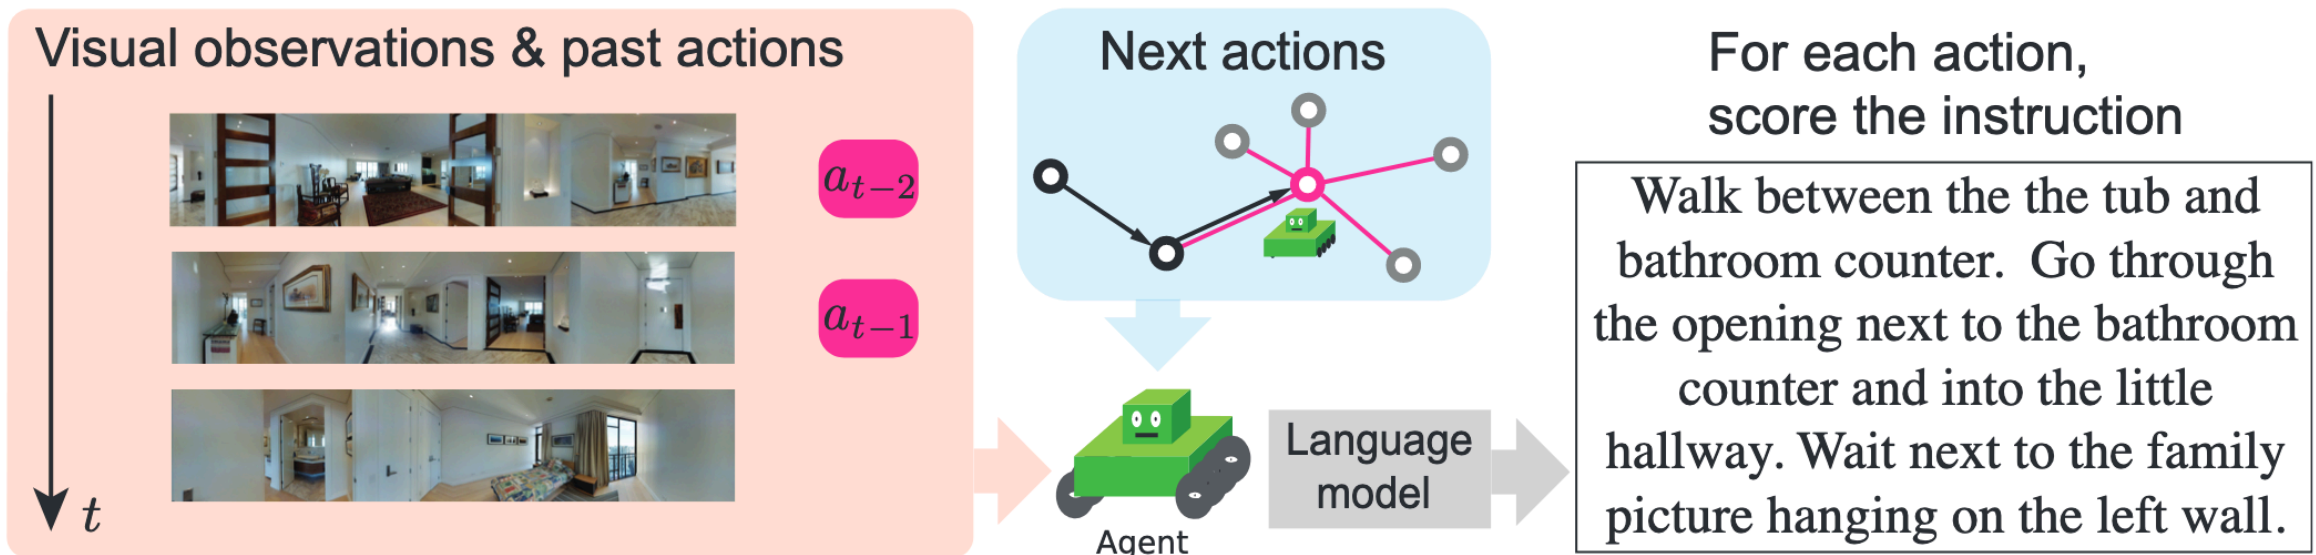 Visual observations & past actions
a_{t-2}
a_{t-1}
t
Next actions
Agent
Language
model
For each action,
score the instruction
Walk between the the tub and
bathroom counter. Go through
the opening next to the bathroom
counter and into the little
hallway. Wait next to the family
picture hanging on the left wall.